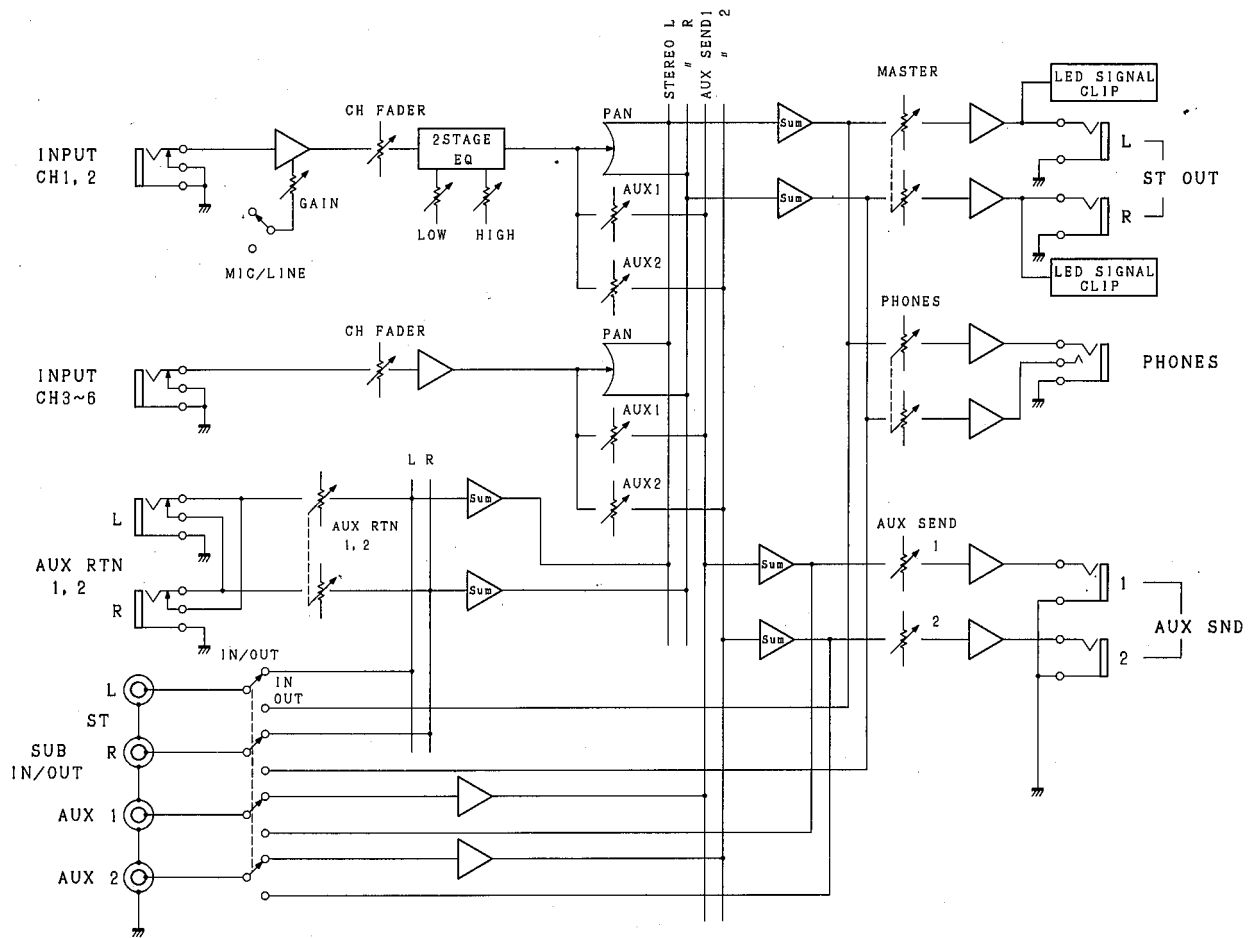 STEREO L
〃 R
AUX SEND1
〃 2
MASTER
LED SIGNAL
CLIP
CH FADER
PAN
INPUT
CH1, 2
2STAGE
EQ
Sum
L
ST OUT
GAIN
AUX1
Sum
R
LOW HIGH
MIC/LINE
AUX2
LED SIGNAL
CLIP
PHONES
CH FADER
PAN
INPUT
CH3~6
PHONES
AUX1
L R
AUX2
Sum
L
AUX RTN
1, 2
AUX SEND
1
AUX RTN
1, 2
Sum
Sum
1
R
AUX SND
2
Sum
2
IN/OUT
L
IN
OUT
ST
SUB
IN/OUT
R
AUX 1
AUX 2